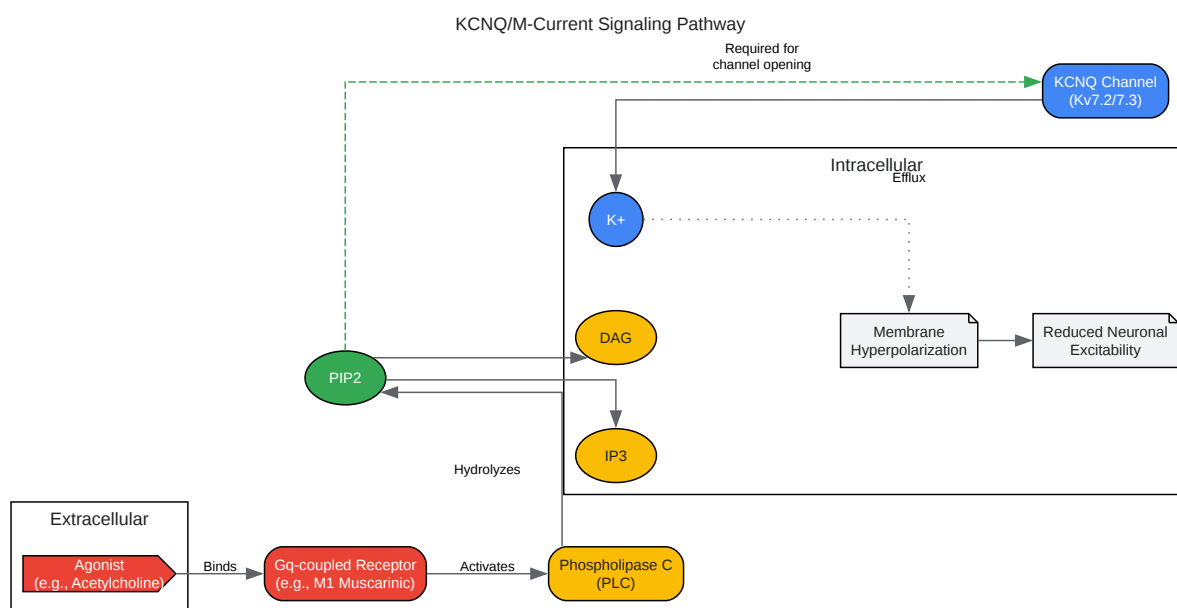 KCNQ/M-Current Signaling Pathway
Required for
channel opening
KCNQ Channel
(Kv7.2/7.3)
Intracellular
Efflux
K+
DAG
Membrane
Hyperpolarization
Reduced Neuronal
Excitability
PIP2
IP3
Hydrolyzes
Extracellular
Agonist
(e.g., Acetylcholine)
Binds
Gq-coupled Receptor
(e.g., M1 Muscarinic)
Activates
Phospholipase C
(PLC)